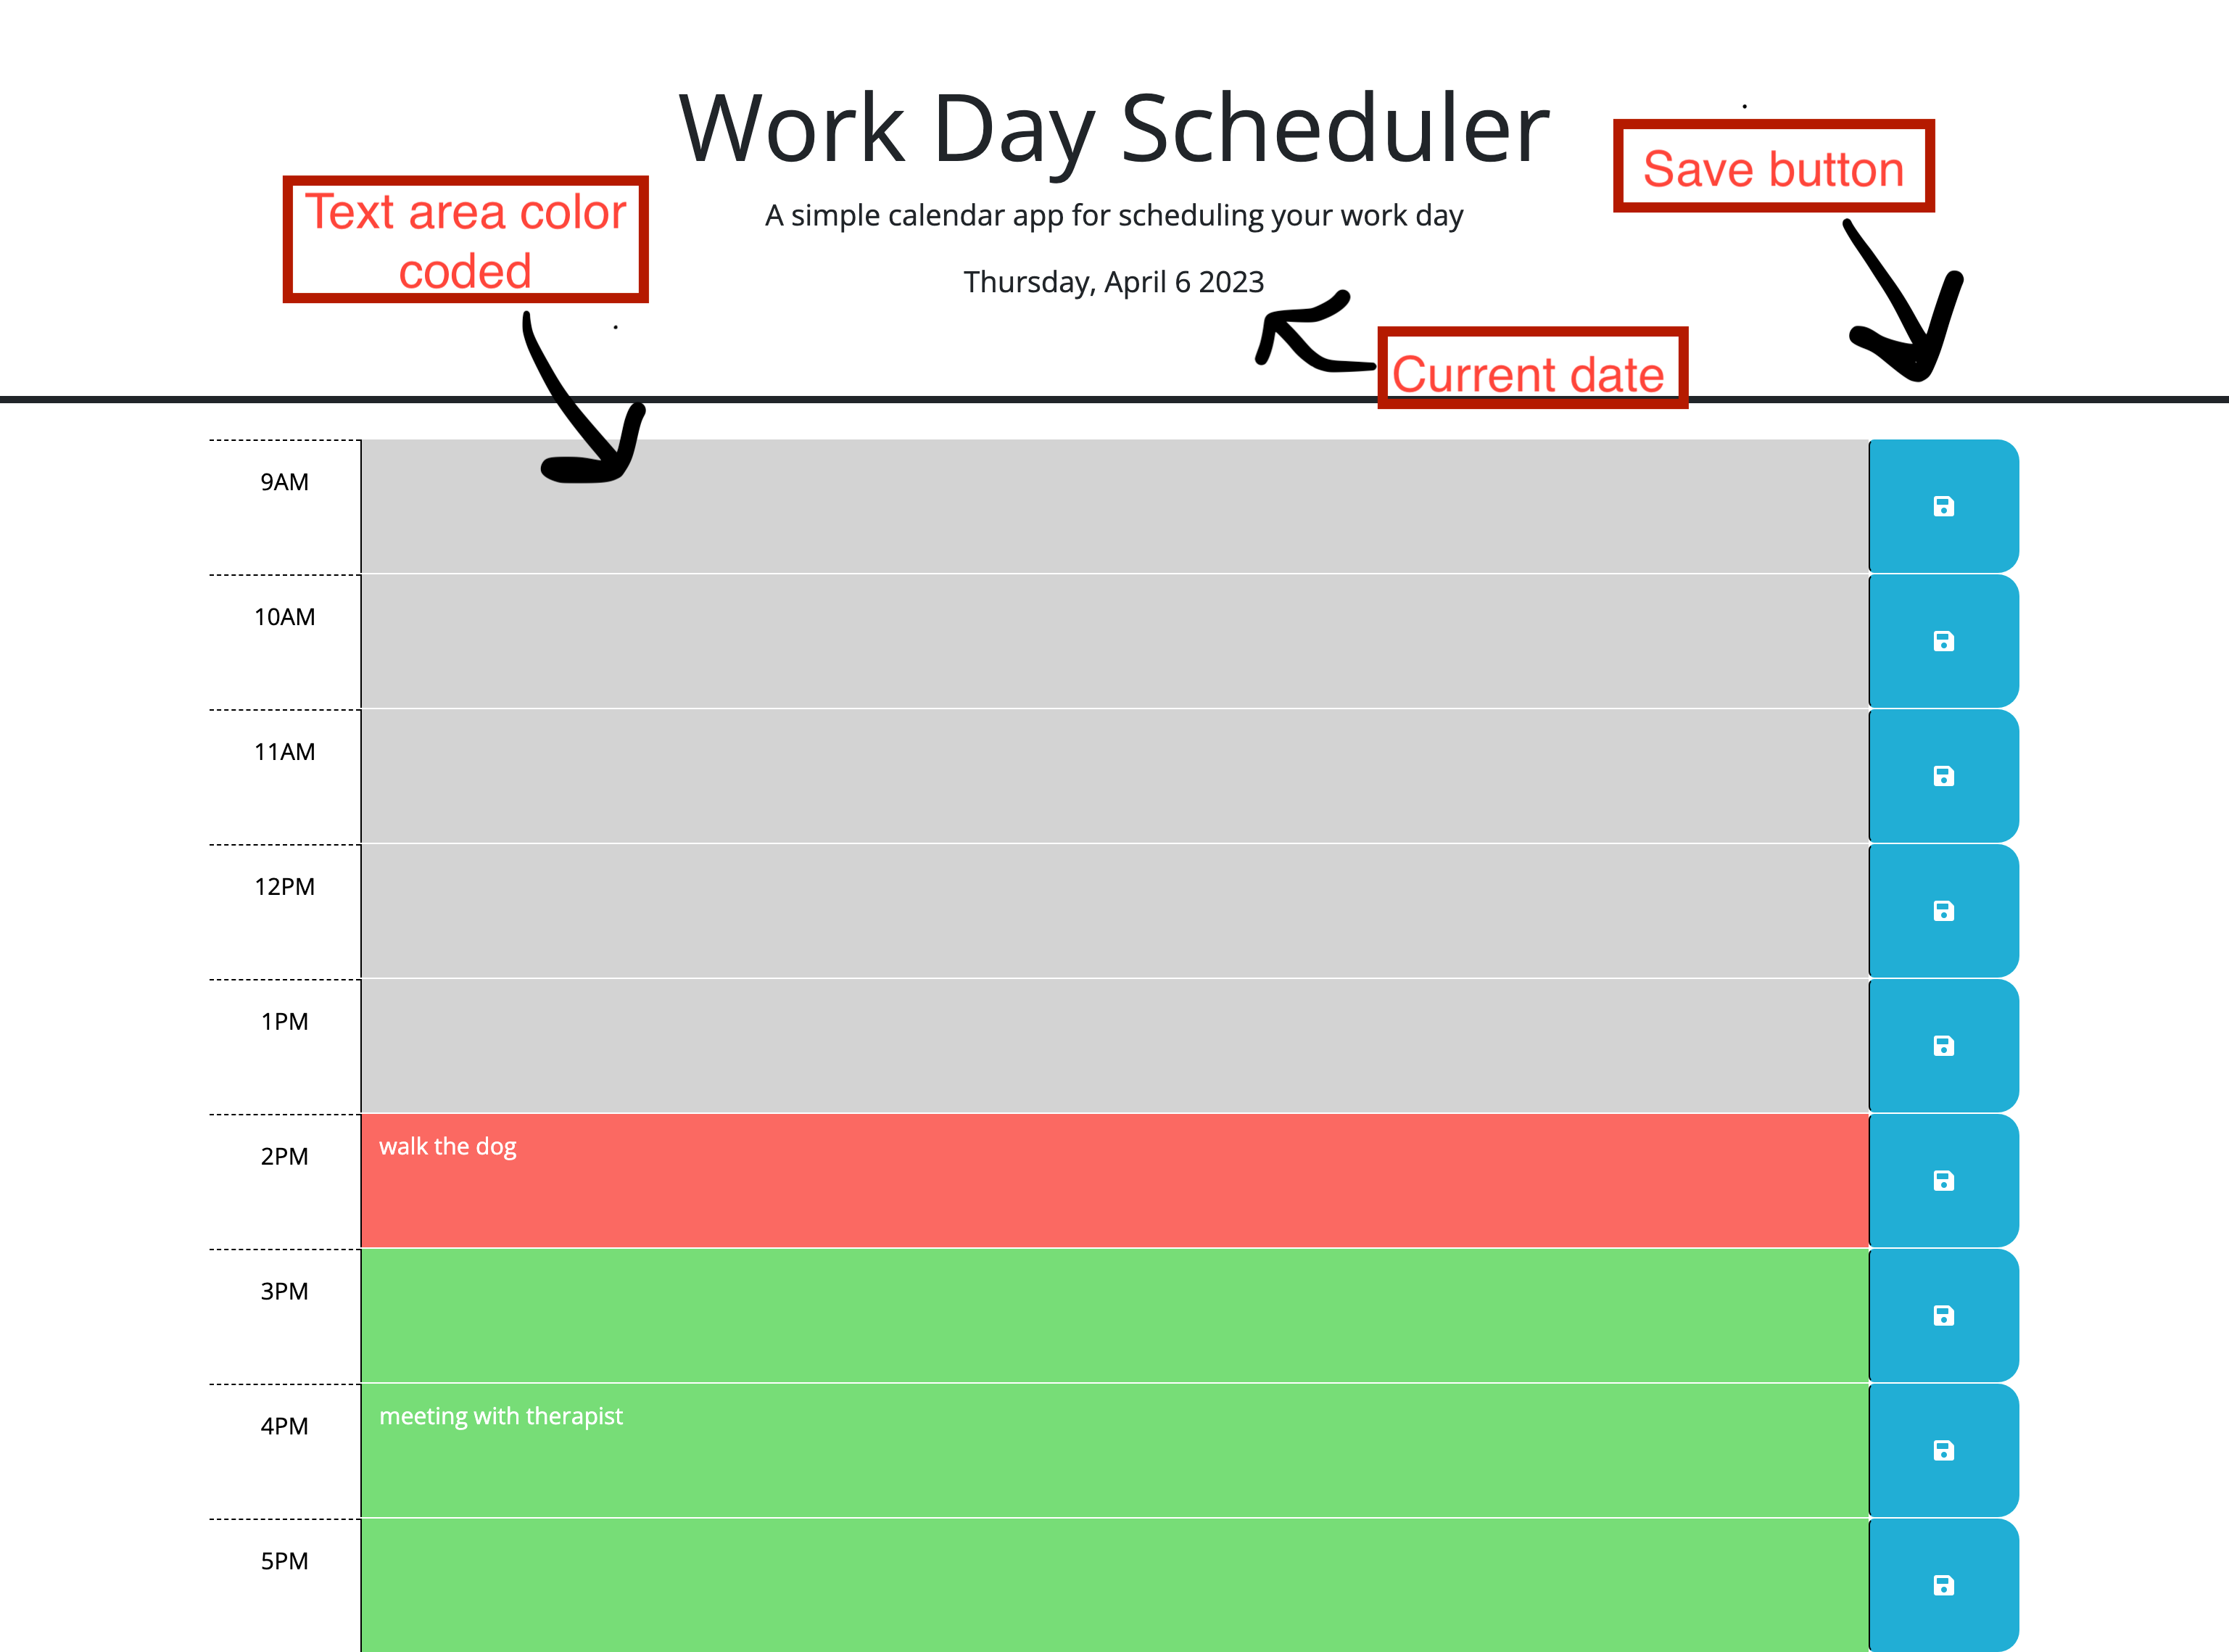 Work Day Scheduler
Save button
Text area color
coded
A simple calendar app for scheduling your work day
Thursday, April 6 2023
Current date
9AM
10AM
11AM
12PM
1PM
2PM
walk the dog
3PM
4PM
meeting with therapist
5PM